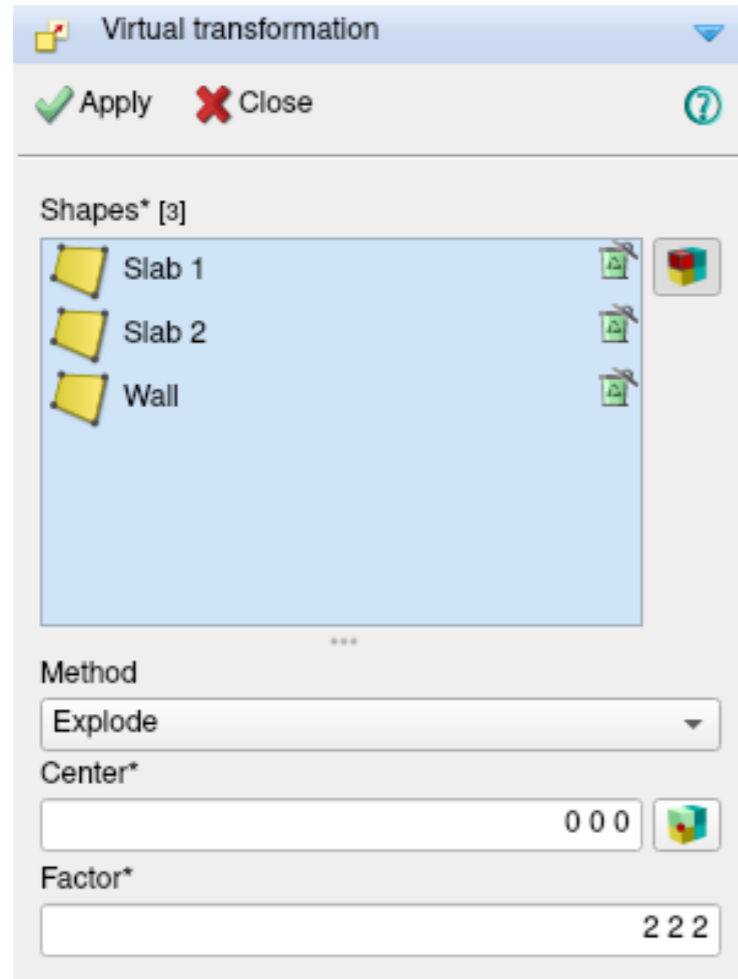 Virtual transformation
Apply Close
Shapes* [3]
Slab 1
Slab 2
Wall
Method
Explode
Center*
0 0 0
Factor*
2 2 2